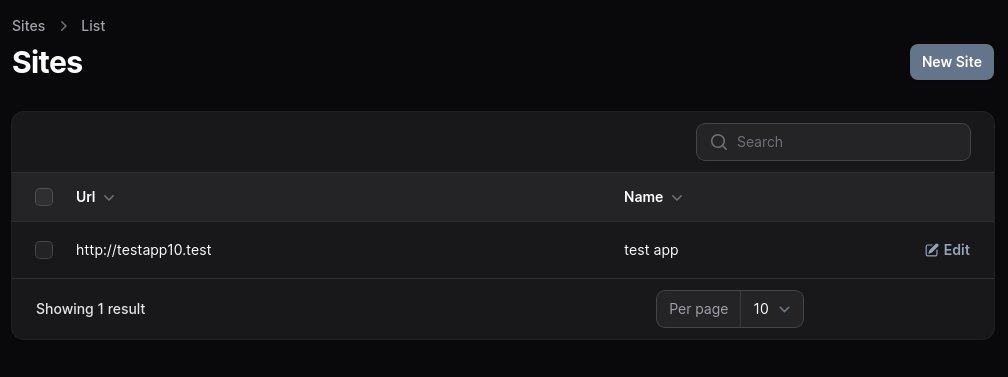 Sites > List
Sites
New Site
Search
Url Name
http://testapp10.test test app Edit
Showing 1 result Per page 10